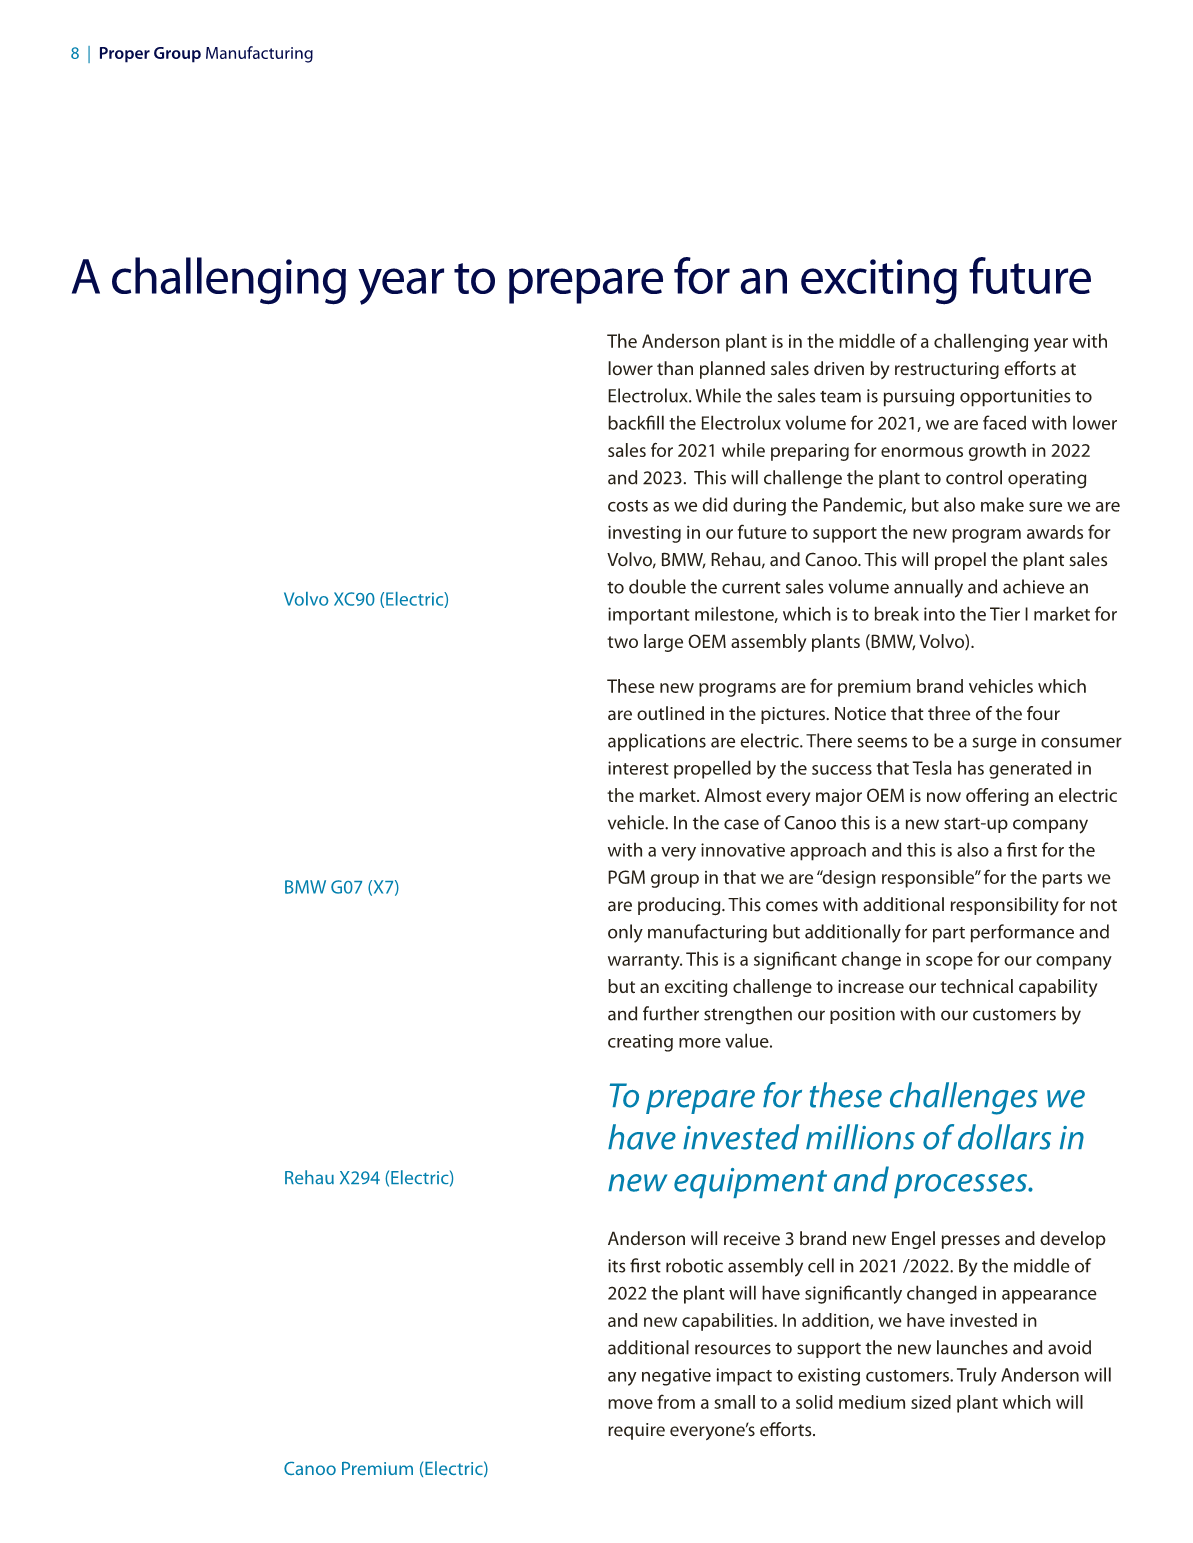 8 | Proper Group Manufacturing
A challenging year to prepare for an exciting future
The Anderson plant is in the middle of a challenging year with
lower than planned sales driven by restructuring efforts at
Electrolux. While the sales team is pursuing opportunities to
backfill the Electrolux volume for 2021, we are faced with lower
sales for 2021 while preparing for enormous growth in 2022
and 2023. This will challenge the plant to control operating
costs as we did during the Pandemic, but also make sure we are
investing in our future to support the new program awards for
Volvo, BMW, Rehau, and Canoo. This will propel the plant sales
to double the current sales volume annually and achieve an
important milestone, which is to break into the Tier I market for
two large OEM assembly plants (BMW, Volvo).
These new programs are for premium brand vehicles which
are outlined in the pictures. Notice that three of the four
applications are electric. There seems to be a surge in consumer
interest propelled by the success that Tesla has generated in
the market. Almost every major OEM is now offering an electric
vehicle. In the case of Canoo this is a new start-up company
with a very innovative approach and this is also a first for the
PGM group in that we are “design responsible” for the parts we
are producing. This comes with additional responsibility for not
only manufacturing but additionally for part performance and
warranty. This is a significant change in scope for our company
but an exciting challenge to increase our technical capability
and further strengthen our position with our customers by
creating more value.
To prepare for these challenges we
have invested millions of dollars in
new equipment and processes.
Anderson will receive 3 brand new Engel presses and develop
its first robotic assembly cell in 2021 /2022. By the middle of
2022 the plant will have significantly changed in appearance
and new capabilities. In addition, we have invested in
additional resources to support the new launches and avoid
any negative impact to existing customers. Truly Anderson will
move from a small to a solid medium sized plant which will
require everyone’s efforts.
Volvo XC90 (Electric)
BMW G07 (X7)
Rehau X294 (Electric)
Canoo Premium (Electric)